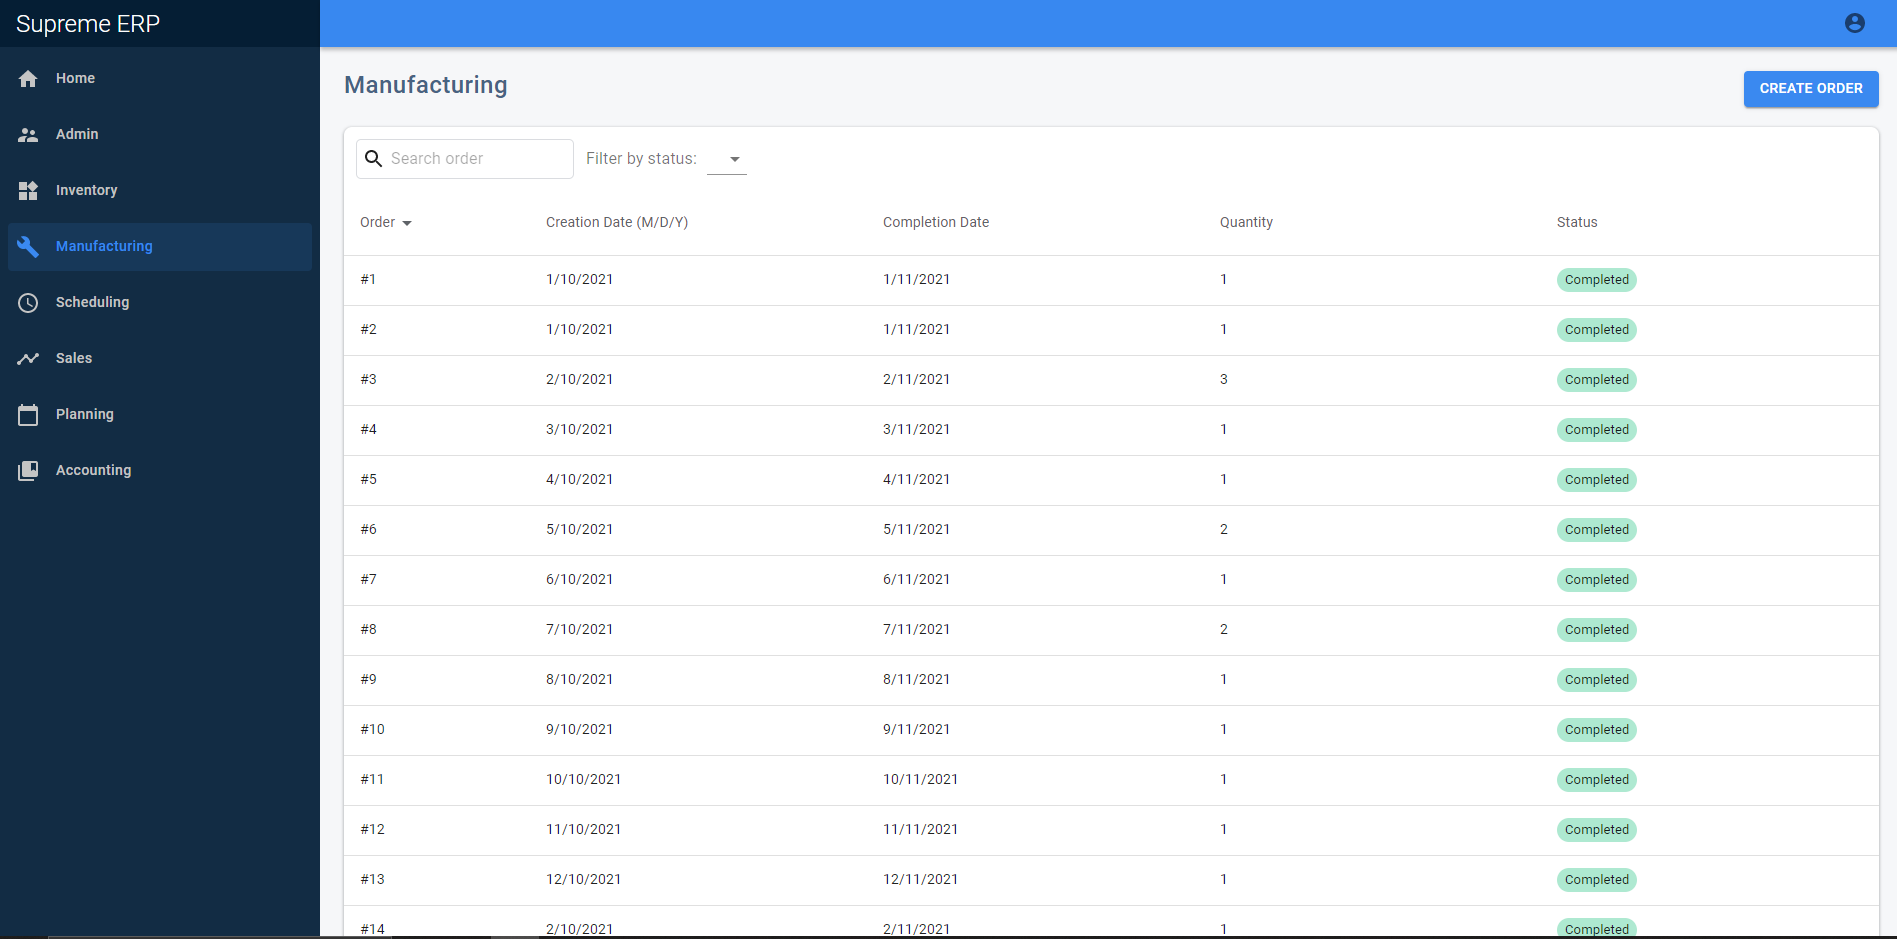 Supreme ERP
Home
Admin
Inventory
Manufacturing
Scheduling
Sales
Planning
Accounting
Manufacturing
CREATE ORDER
Search order
Filter by status:
Order Creation Date (M/D/Y) Completion Date Quantity Status
#1 1/10/2021 1/11/2021 1 Completed
#2 1/10/2021 1/11/2021 1 Completed
#3 2/10/2021 2/11/2021 3 Completed
#4 3/10/2021 3/11/2021 1 Completed
#5 4/10/2021 4/11/2021 1 Completed
#6 5/10/2021 5/11/2021 2 Completed
#7 6/10/2021 6/11/2021 1 Completed
#8 7/10/2021 7/11/2021 2 Completed
#9 8/10/2021 8/11/2021 1 Completed
#10 9/10/2021 9/11/2021 1 Completed
#11 10/10/2021 10/11/2021 1 Completed
#12 11/10/2021 11/11/2021 1 Completed
#13 12/10/2021 12/11/2021 1 Completed
#14 2/10/2021 2/11/2021 1 Completed